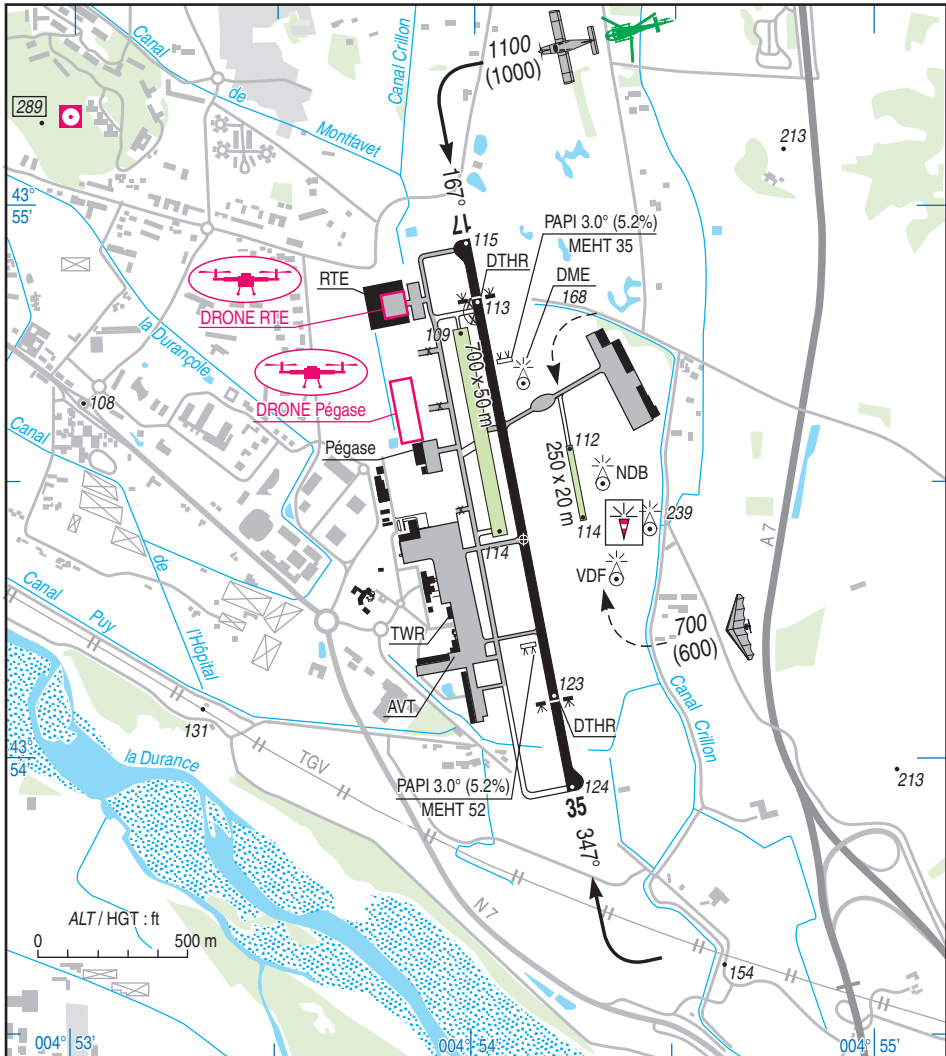 Canal
de
Montfavet
Canal Crillon
1100
(1000)
289
213
43°
55'
167°
17
115
PAPI 3.0° (5.2%)
MEHT 35
DTHR
DME
168
RTE
113
DRONE RTE
109
700 x 50 m
la Durançole
DRONE Pégase
108
Canal
Pégase
112
NDB
250 x 20 m
239
114
114
A 7
VDF
de
Canal
Puy
l'Hôpital
TWR
700
(600)
AVT
123
DTHR
Canal Crillon
131
43°
54'
la Durance
TGV
213
PAPI 3.0° (5.2%)
MEHT 52
124
35
347°
N 7
ALT / HGT : ft
0 500 m
154
004° 53'
004° 54'
004° 55'